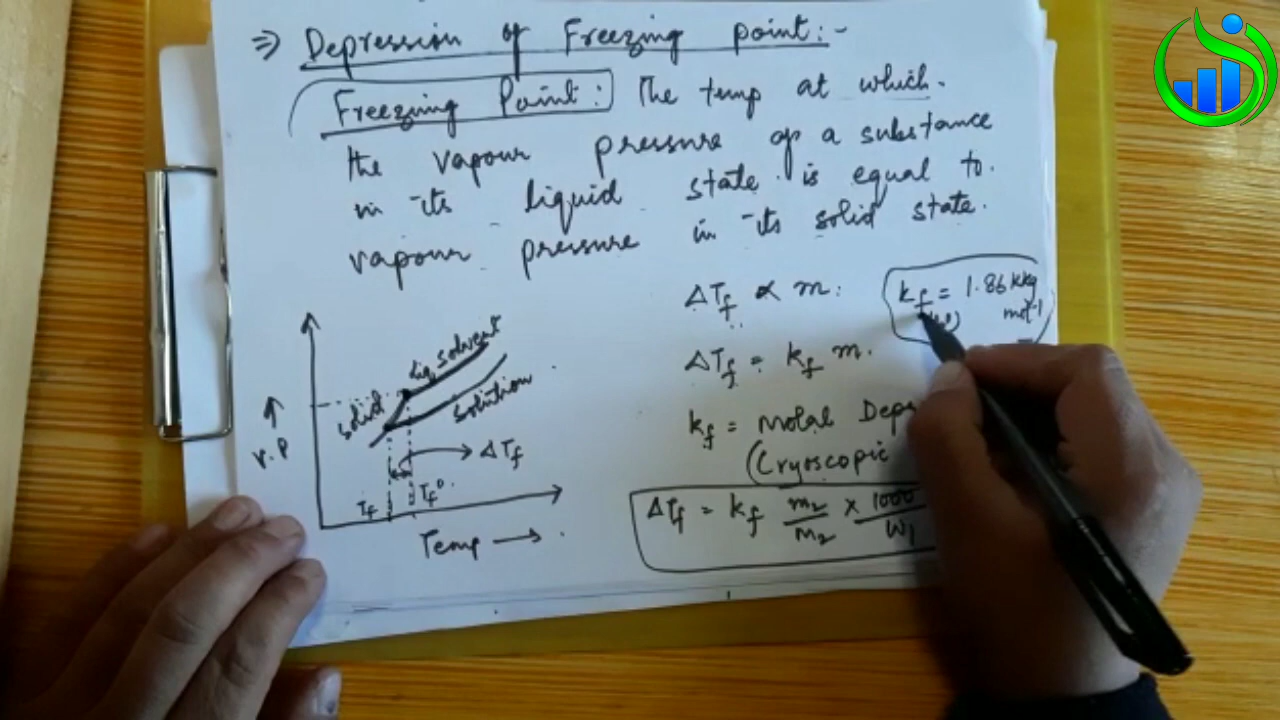 ⇒ Depression of Freezing point:-
Freezing Point: The temp at which
the vapour pressure of a substance
in its liquid state is equal to
vapour pressure in its solid state.
ΔTf ∝ m.
kf = 1.86 k kg
mol⁻¹
ΔTf = kf m.
kf = Molal Depr
(Cryoscopic
ΔTf = kf m2/M2 × 1000/W1
liq solvent
solid
solution
V.P
ΔTf
Tf Tf°
Temp →